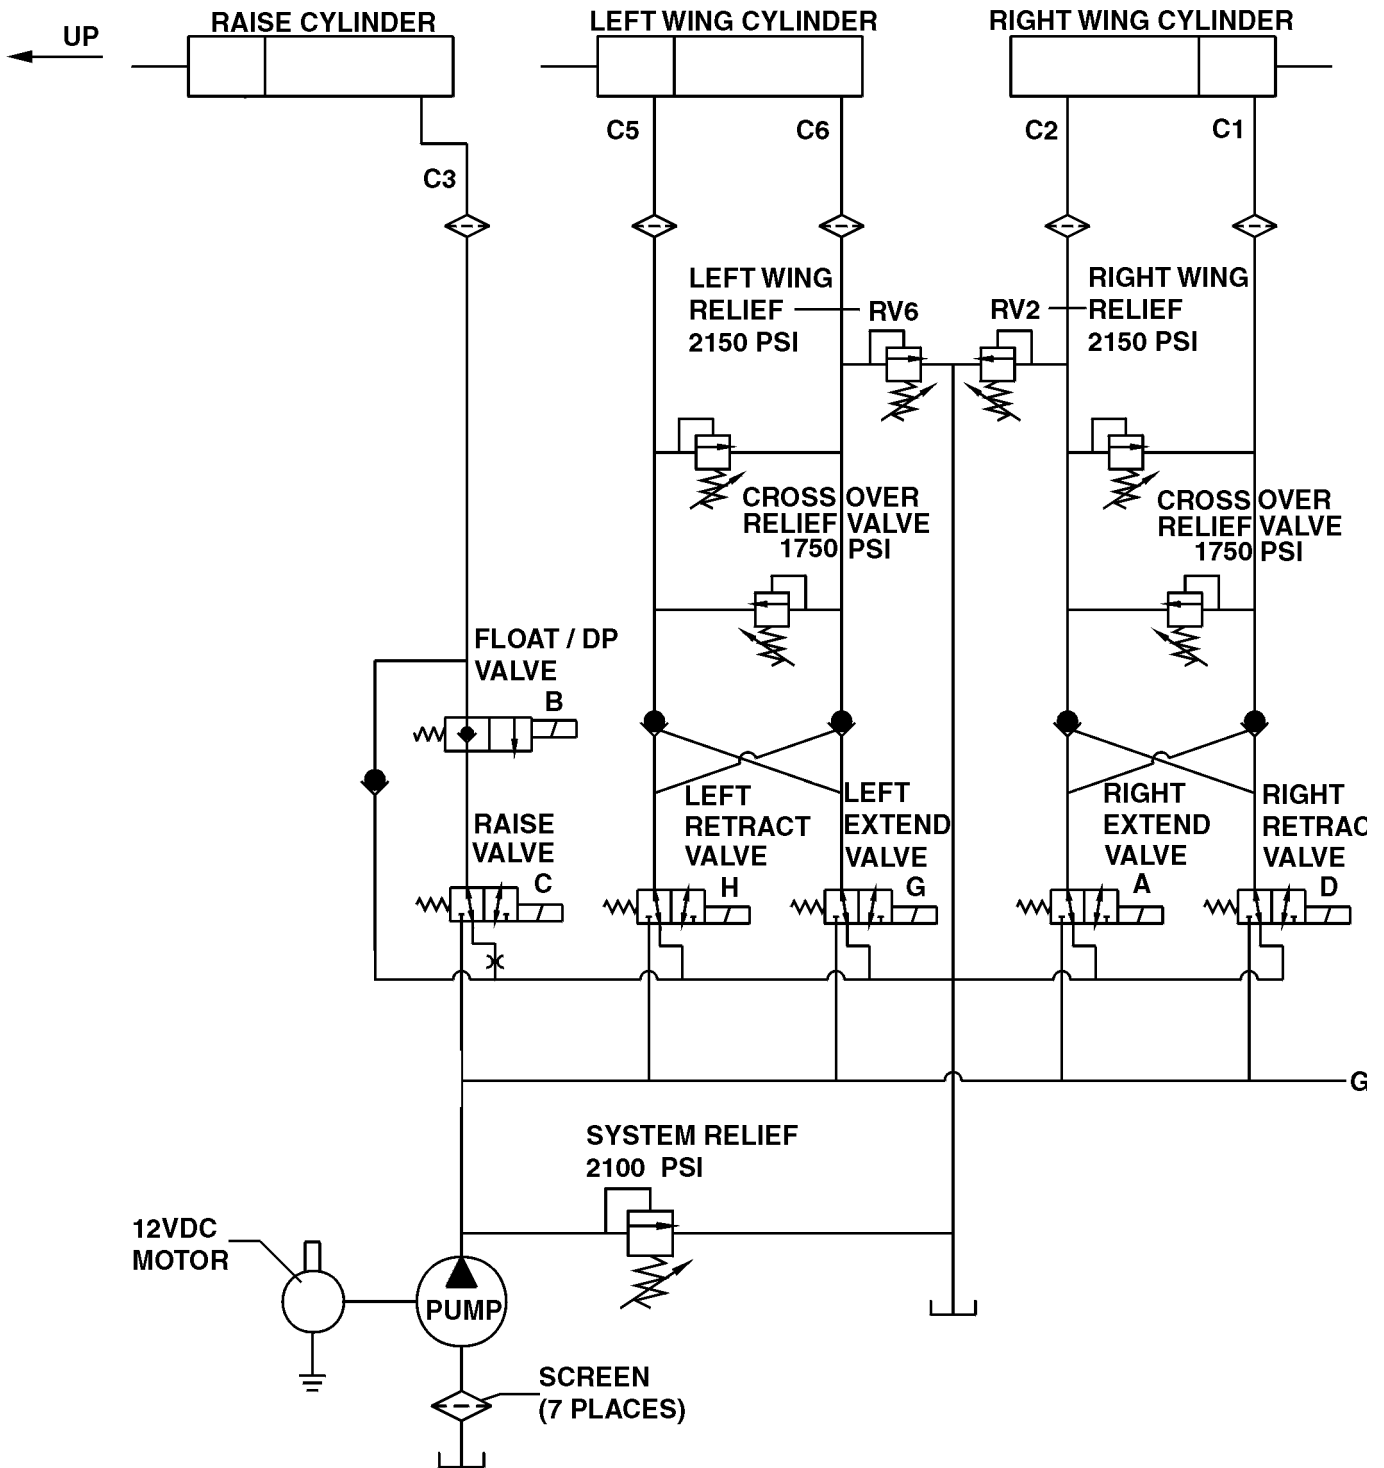 RAISE CYLINDER
LEFT WING CYLINDER
RIGHT WING CYLINDER
UP
C5
C6
C2
C1
C3
LEFT WING
RELIEF
2150 PSI
RV6
RV2
RIGHT WING
RELIEF
2150 PSI
CROSS OVER
RELIEF VALVE
1750 PSI
CROSS OVER
RELIEF VALVE
1750 PSI
FLOAT / DP
VALVE
B
RAISE
VALVE
C
LEFT
RETRACT
VALVE
H
LEFT
EXTEND
VALVE
G
RIGHT
EXTEND
VALVE
A
RIGHT
RETRAC
VALVE
D
G
SYSTEM RELIEF
2100 PSI
12VDC
MOTOR
PUMP
SCREEN
(7 PLACES)